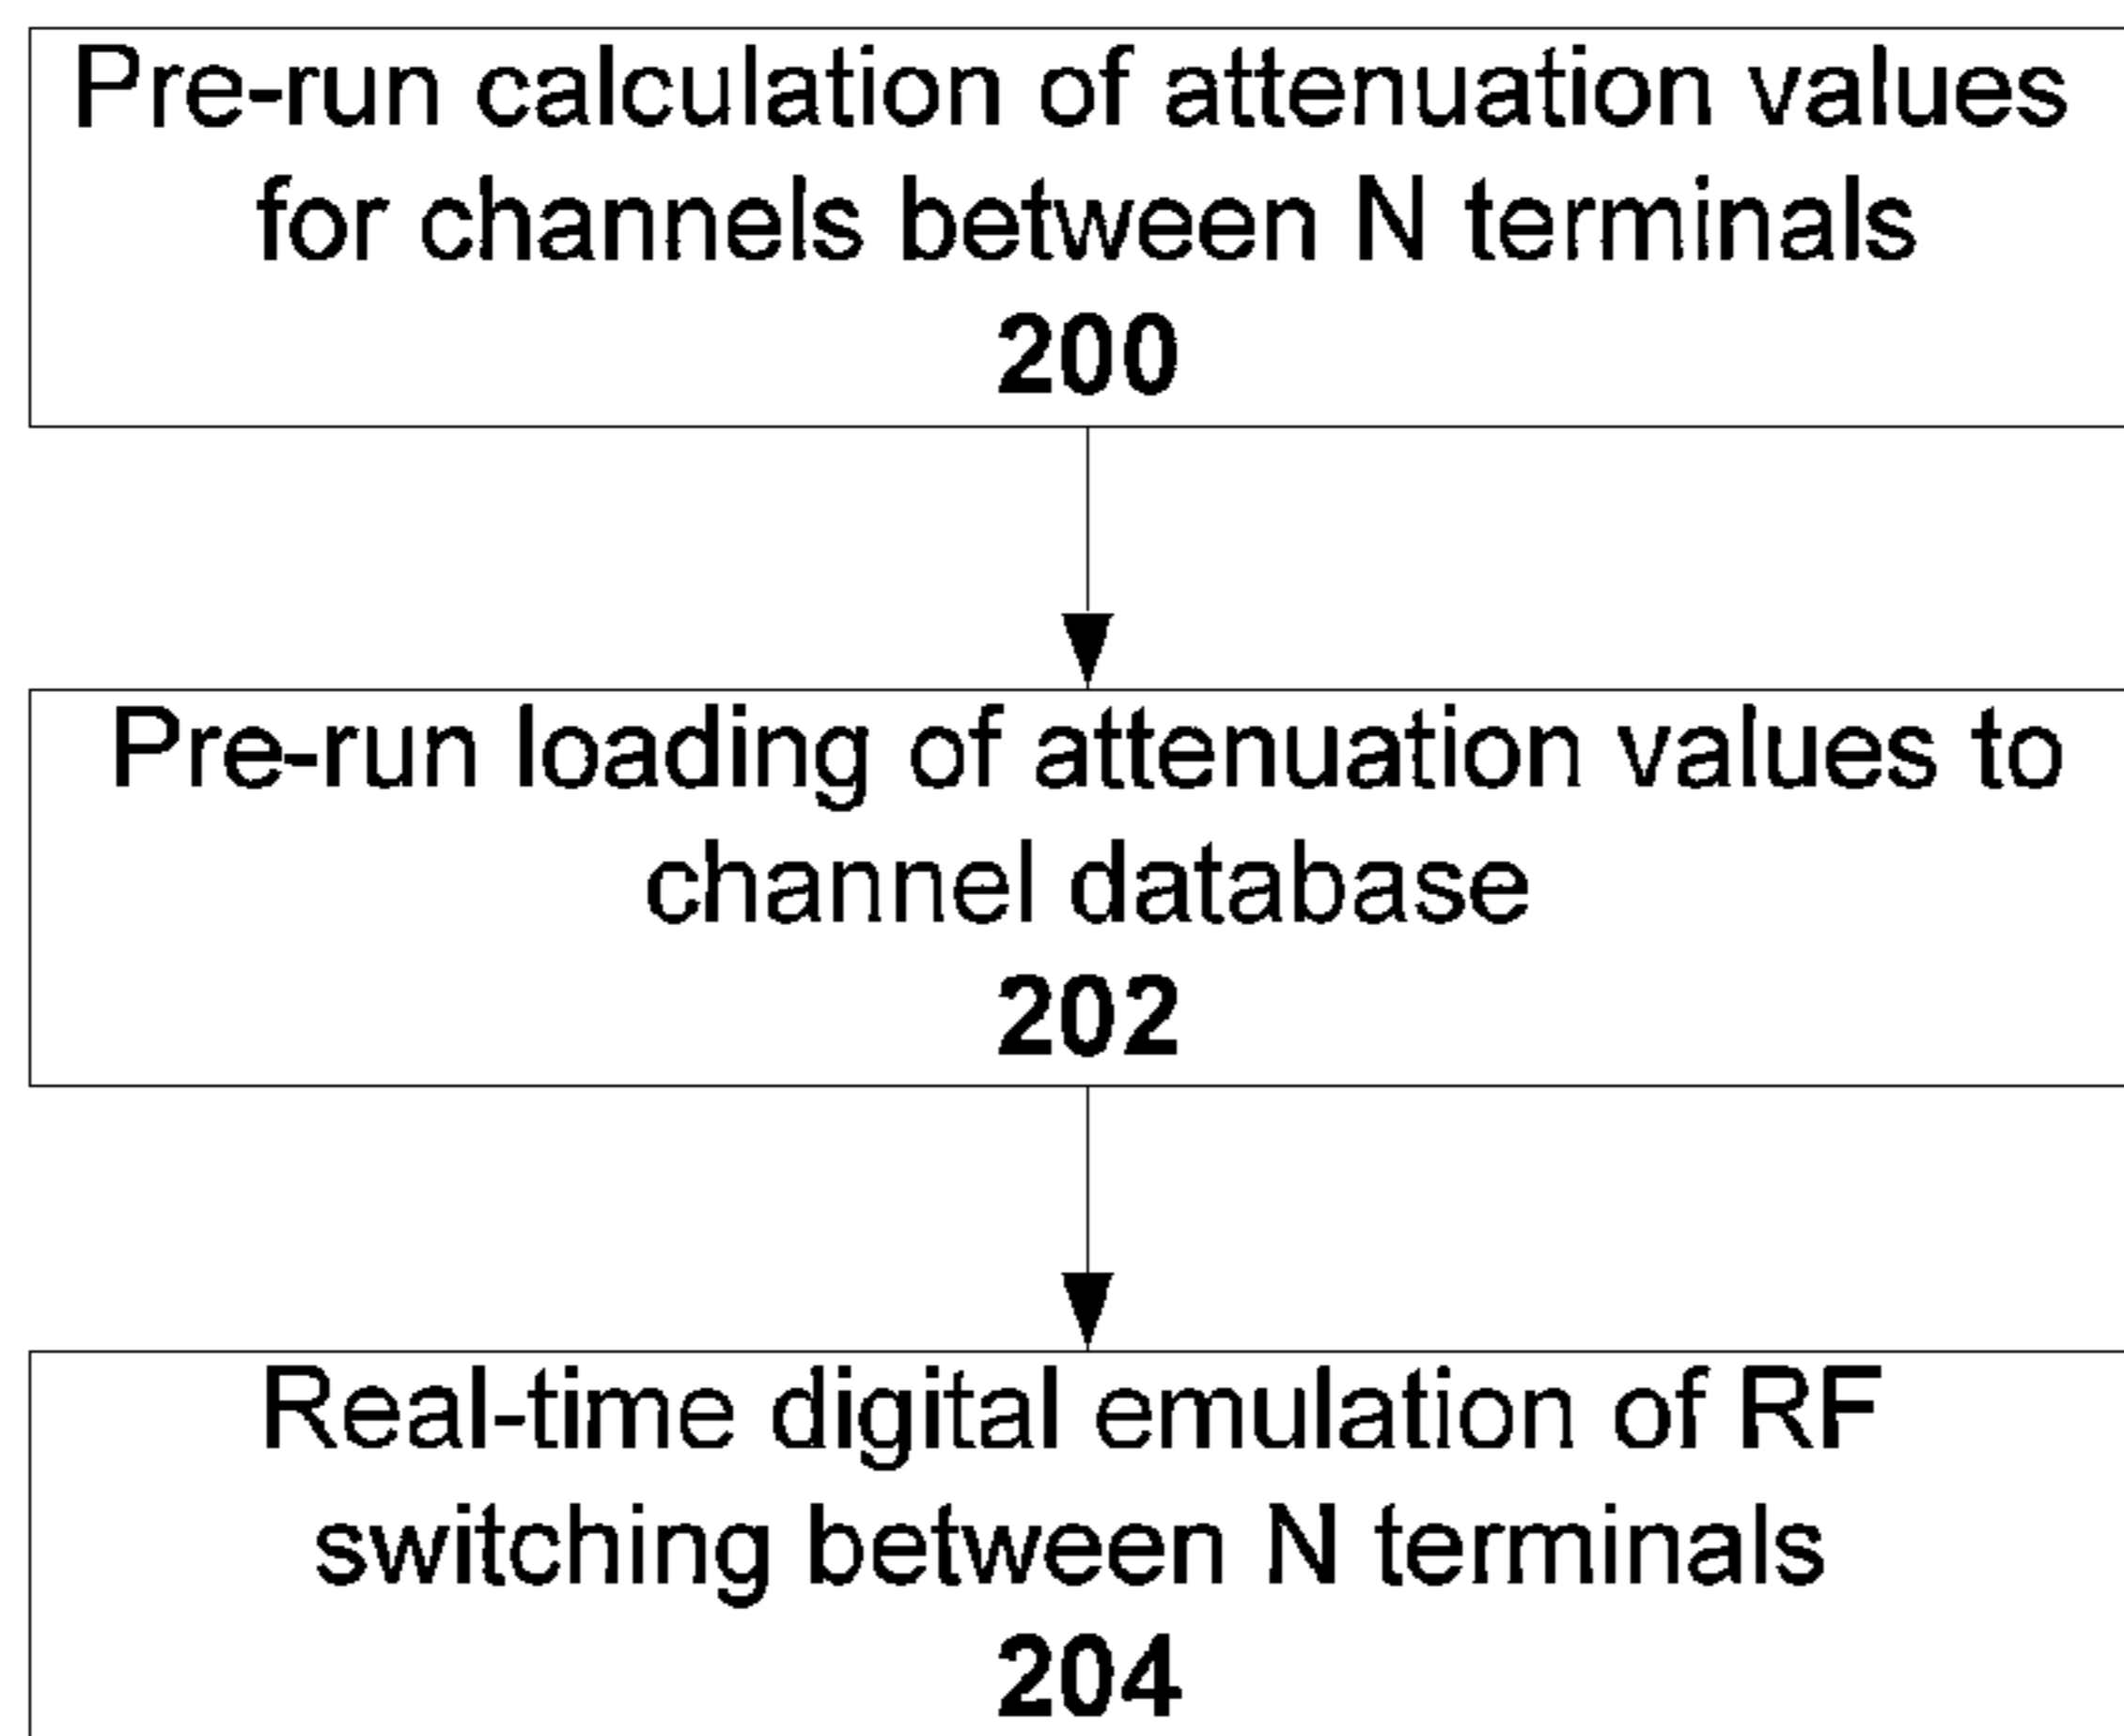 Pre-run calculation of attenuation values
for channels between N terminals
200
Pre-run loading of attenuation values to
channel database
202
Real-time digital emulation of RF
switching between N terminals
204